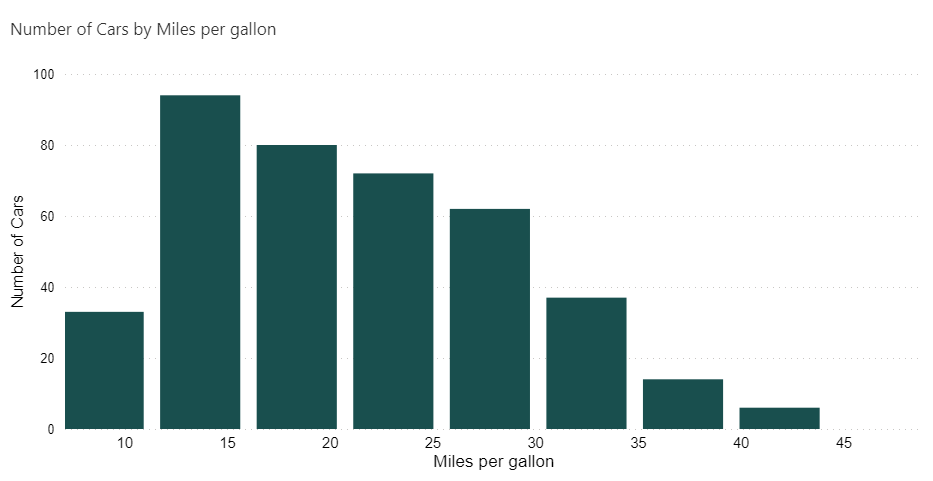 Number of Cars by Miles per gallon
100
80
60
40
20
0
Number of Cars
10 15 20 25 30 35 40 45
Miles per gallon